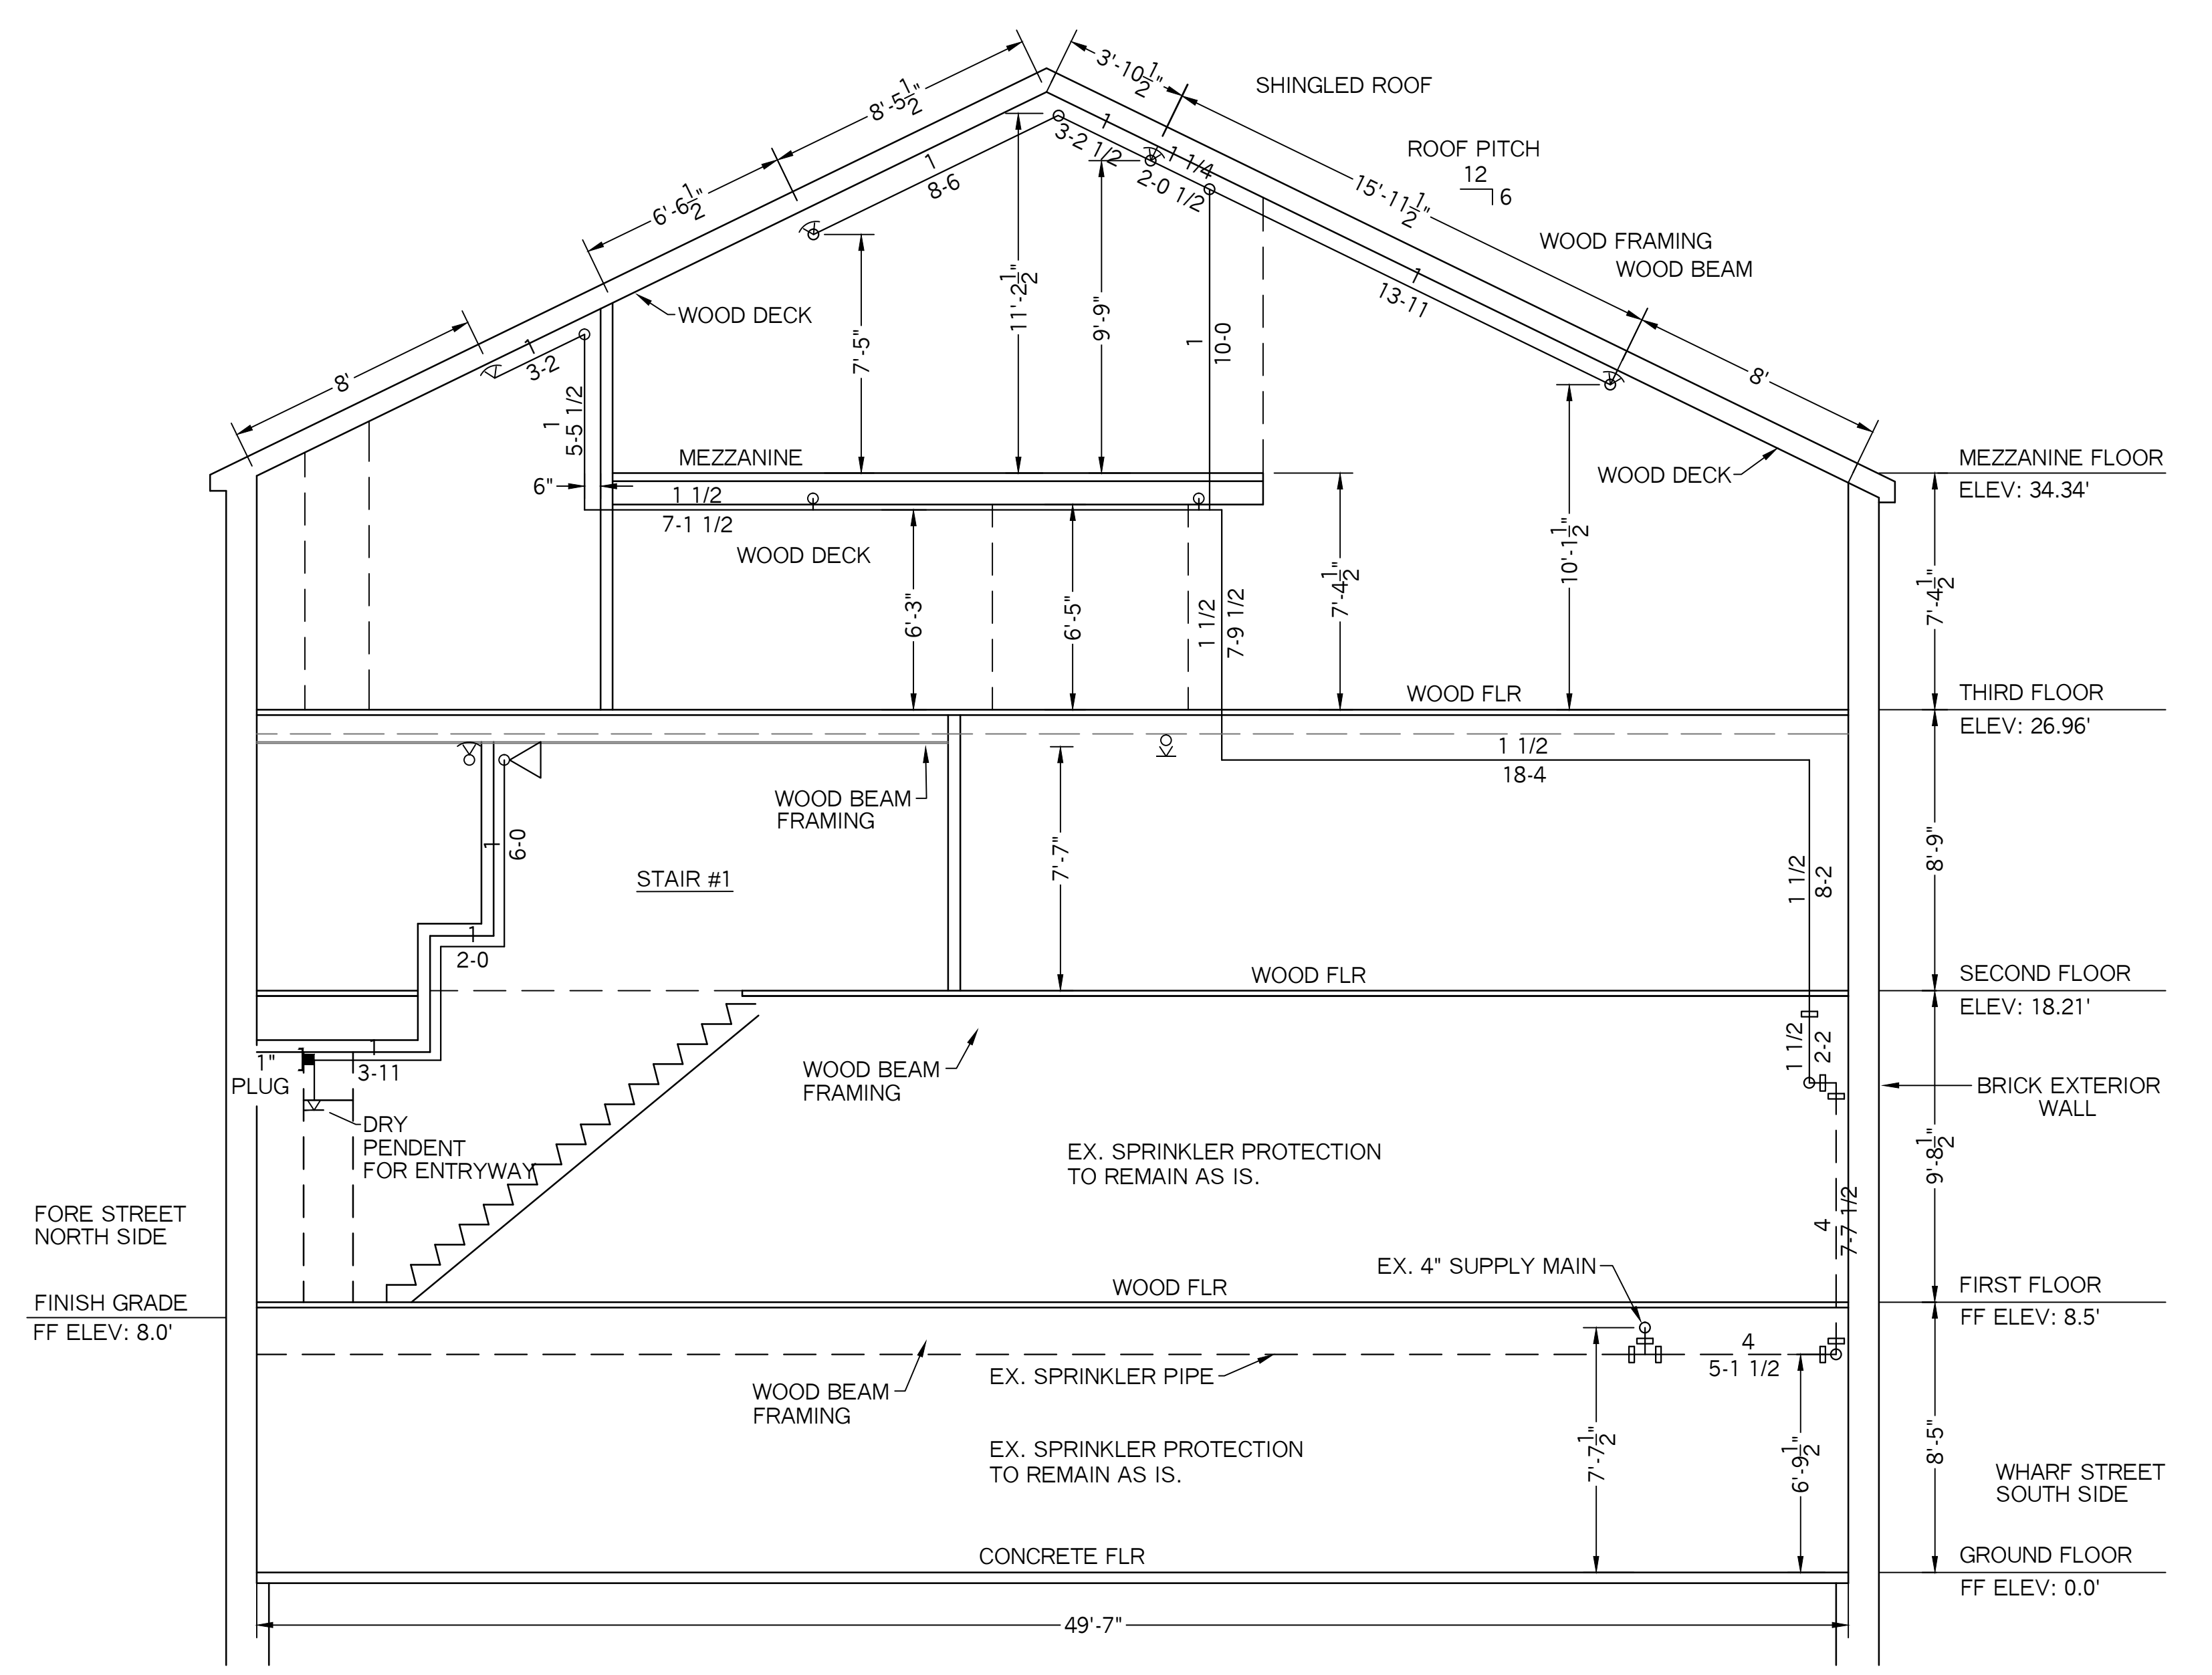 3'-10 1/2"
SHINGLED ROOF
8'-5 1/2"
1
3-2 1/2
1 1/4
2-0 1/2
ROOF PITCH
12
6
1
8-6
6'-6 1/2"
15'-11 1/2"
WOOD FRAMING
WOOD BEAM
11'-2 1/2"
9'-9"
1
13-11
WOOD DECK
7'-5"
1
10-0
8'
1
3-2
8'
1
5-5 1/2
MEZZANINE
WOOD DECK
MEZZANINE FLOOR
ELEV: 34.34'
6"
1 1/2
7-1 1/2
WOOD DECK
10'-1 1/2"
7'-4 1/2"
7'-4 1/2"
6'-3"
6'-5"
1 1/2
7-9 1/2
WOOD FLR
THIRD FLOOR
ELEV: 26.96'
1 1/2
18-4
WOOD BEAM
FRAMING
1
6-0
7'-7"
8'-9"
STAIR #1
1 1/2
8-2
1
2-0
WOOD FLR
SECOND FLOOR
ELEV: 18.21'
1
1
1"
PLUG
3-11
WOOD BEAM
FRAMING
1 1/2
2-2
BRICK EXTERIOR
WALL
DRY
PENDENT
FOR ENTRYWAY
EX. SPRINKLER PROTECTION
TO REMAIN AS IS.
9'-8 1/2"
4
7-7 1/2
FORE STREET
NORTH SIDE
EX. 4" SUPPLY MAIN
WOOD FLR
FIRST FLOOR
FF ELEV: 8.5'
FINISH GRADE
FF ELEV: 8.0'
4
5-1 1/2
EX. SPRINKLER PIPE
WOOD BEAM
FRAMING
7'-7 1/2"
6'-9 1/2"
8'-5"
EX. SPRINKLER PROTECTION
TO REMAIN AS IS.
WHARF STREET
SOUTH SIDE
CONCRETE FLR
GROUND FLOOR
FF ELEV: 0.0'
49'-7"